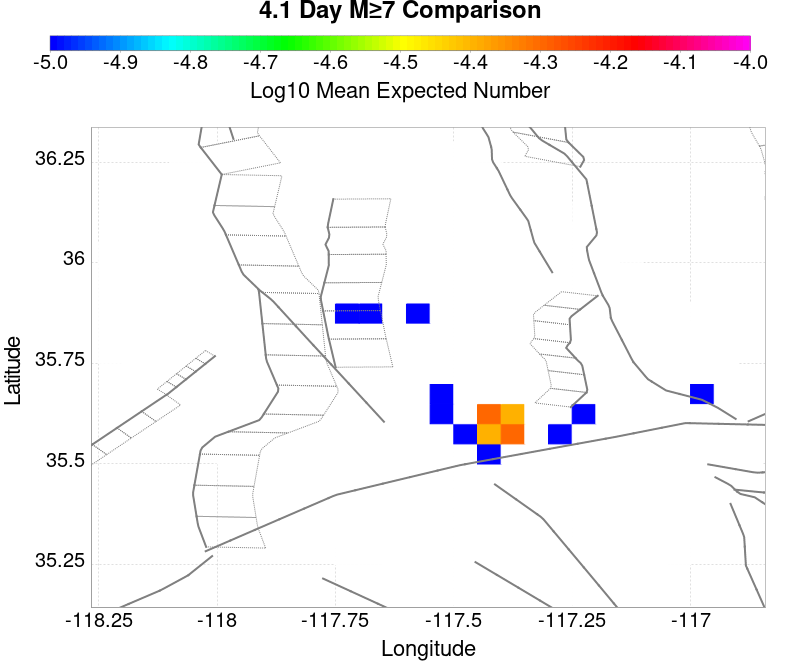 4.1 Day M≥7 Comparison
-5.0 -4.9 -4.8 -4.7 -4.6 -4.5 -4.4 -4.3 -4.2 -4.1 -4.0
Log10 Mean Expected Number
36.25
36
35.75
35.5
35.25
Latitude
-118.25 -118 -117.75 -117.5 -117.25 -117
Longitude